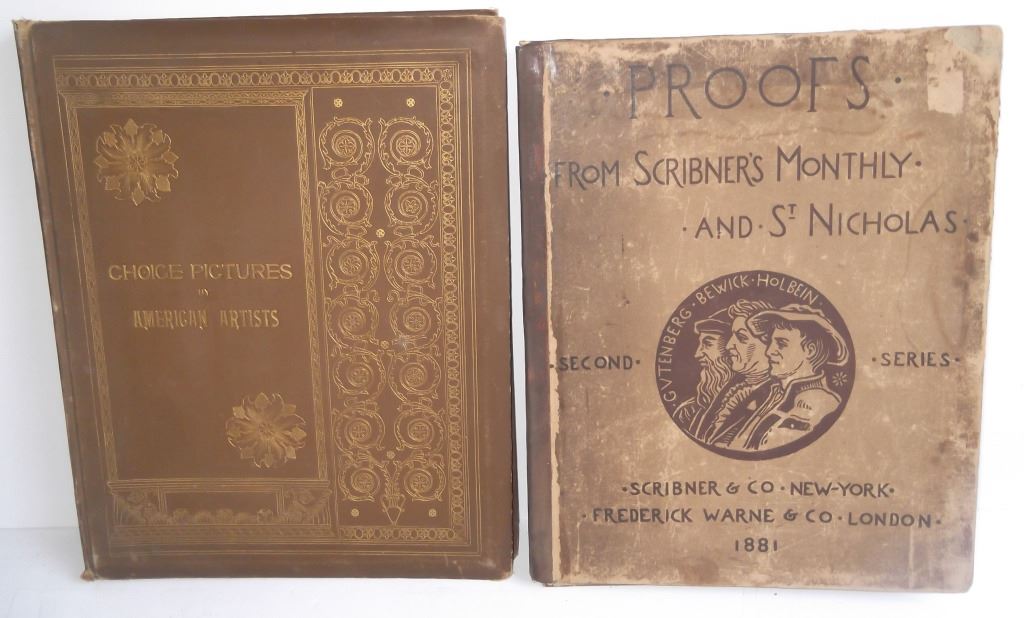 CHOICE PICTURES
BY
AMERICAN ARTISTS
·PROOFS·
FROM SCRIBNER'S MONTHLY·
·AND·ST NICHOLAS·
·GVTENBERG·BEWICK·HOLBEIN·
·SECOND·
·SERIES·
·SCRIBNER & CO·NEW-YORK·
·FREDERICK WARNE & CO·LONDON·
1881